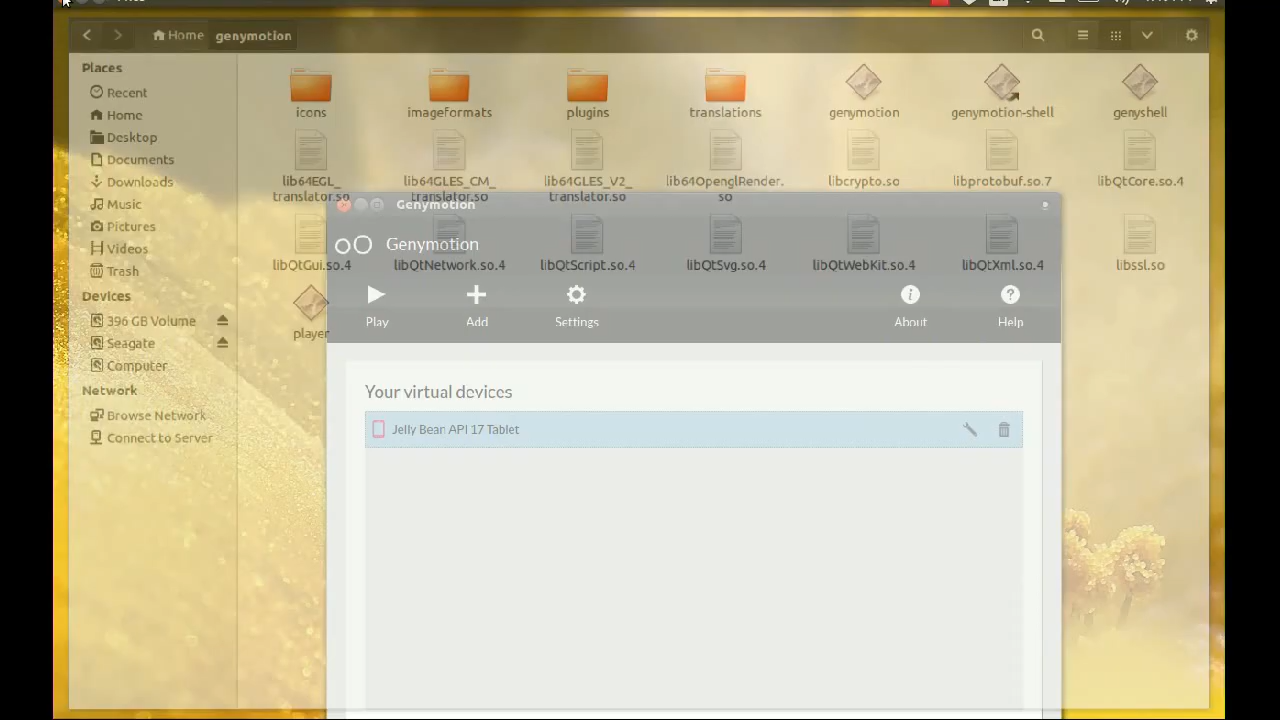 Home genymotion
Places
Recent
Home
Desktop
Documents
Downloads
Music
Pictures
Videos
Trash
Devices
396 GB Volume
Seagate
Computer
Network
Browse Network
Connect to Server
icons imageformats plugins translations genymotion genymotion-shell genyshell
lib64EGL_ lib64GLES_CM_ lib64GLES_V2_ lib64OpenglRender. libcrypto.so libprotobuf.so.7 libQtCore.so.4
translator.so translator.so translator.so so
libQtGui.so.4 libQtNetwork.so.4 libQtScript.so.4 libQtSvg.so.4 libQtWebKit.so.4 libQtXml.so.4 libssl.so
player
Genymotion
Genymotion
Play Add Settings About Help
Your virtual devices
Jelly Bean API 17 Tablet